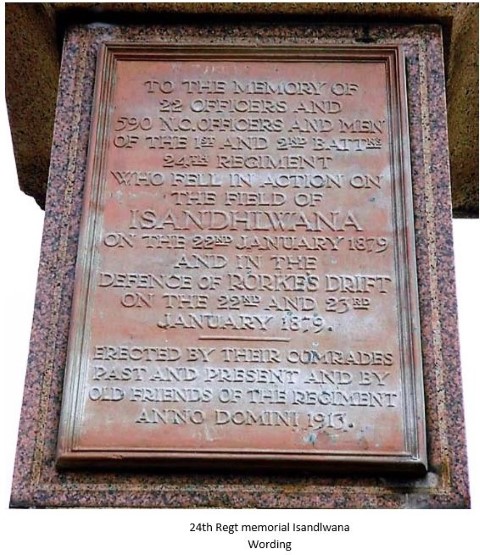 TO THE MEMORY OF
22 OFFICERS AND
590 N.C.OFFICERS AND MEN
OF THE 1ST AND 2ND BATTNS
24TH REGIMENT
WHO FELL IN ACTION ON
THE FIELD OF
ISANDHLWANA
ON THE 22ND JANUARY 1879
AND IN THE
DEFENCE OF RORKE'S DRIFT
ON THE 22ND AND 23RD
JANUARY 1879.
ERECTED BY THEIR COMRADES
PAST AND PRESENT AND BY
OLD FRIENDS OF THE REGIMENT
ANNO DOMINI 1913.
24th Regt memorial Isandlwana
Wording